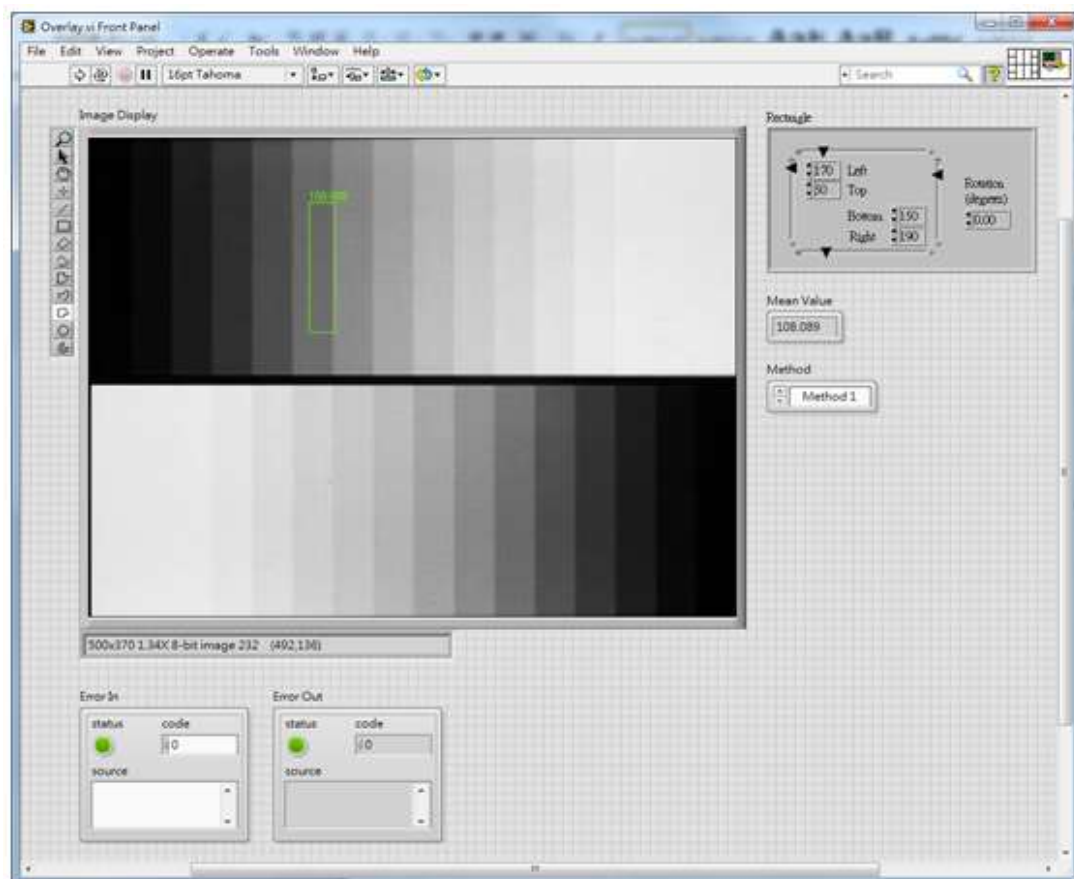 Overlay.vi Front Panel
File Edit View Project Operate Tools Window Help
16pt Tahoma
Search
Image Display
108.089
500x370 1.34X 8-bit image 232 (492,136)
Rectangle
170 Left
50 Top
Bottom 150
Right 190
Rotation
(degrees)
0.00
Mean Value
108.089
Method
Method 1
Error In
status code
0
source
Error Out
status code
0
source